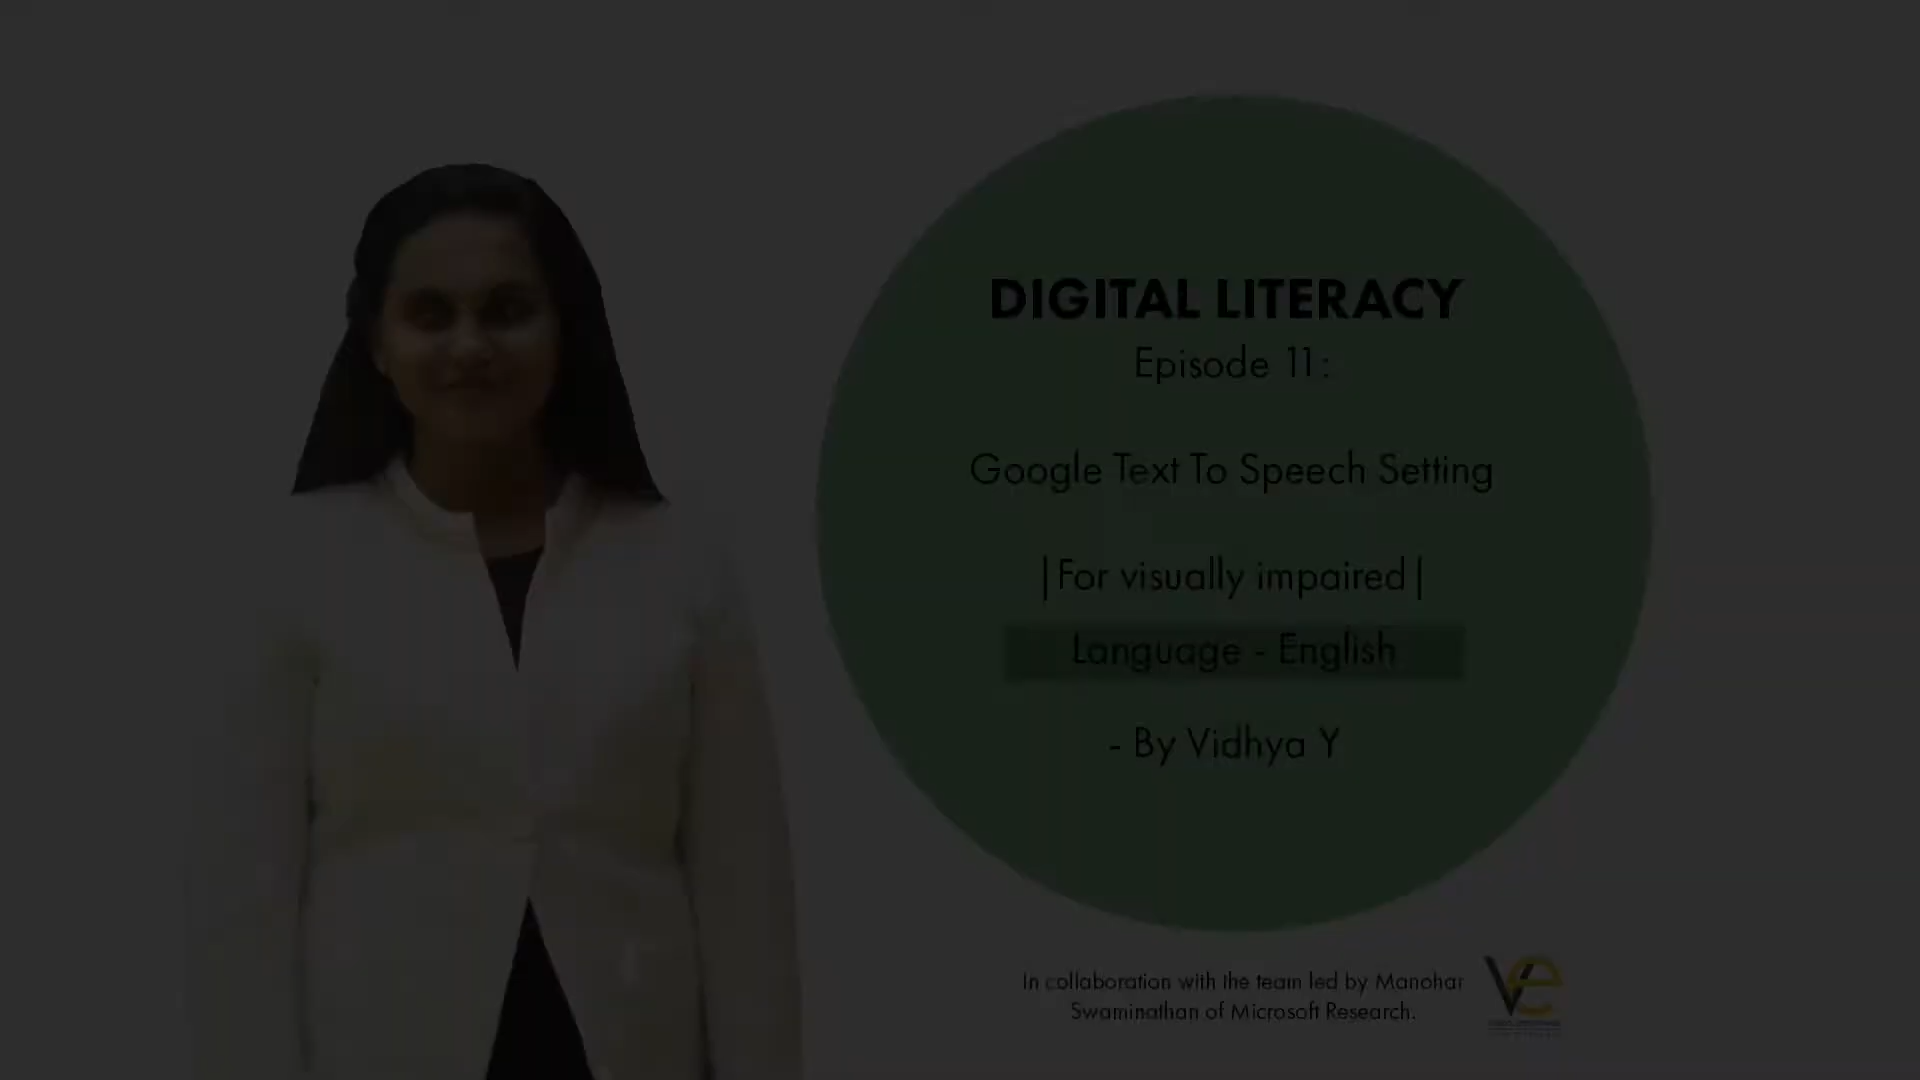 DIGITAL LITERACY
Episode 11:
Google Text To Speech Setting
|For visually impaired|
Language - English
- By Vidhya Y
In collaboration with the team led by Manohar
Swaminathan of Microsoft Research.
Ve